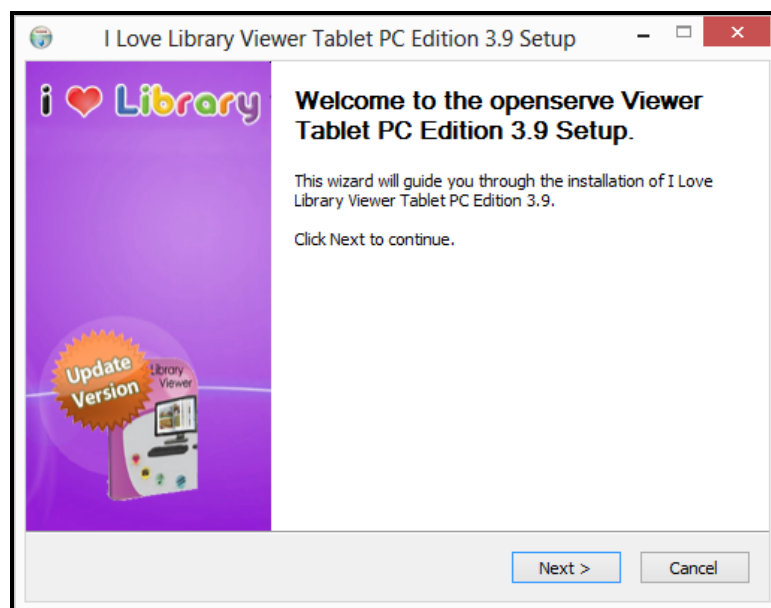 I Love Library Viewer Tablet PC Edition 3.9 Setup
i Library
Welcome to the openserve Viewer
Tablet PC Edition 3.9 Setup.
This wizard will guide you through the installation of I Love
Library Viewer Tablet PC Edition 3.9.
Click Next to continue.
Update
Version
Library
Viewer
Next >
Cancel